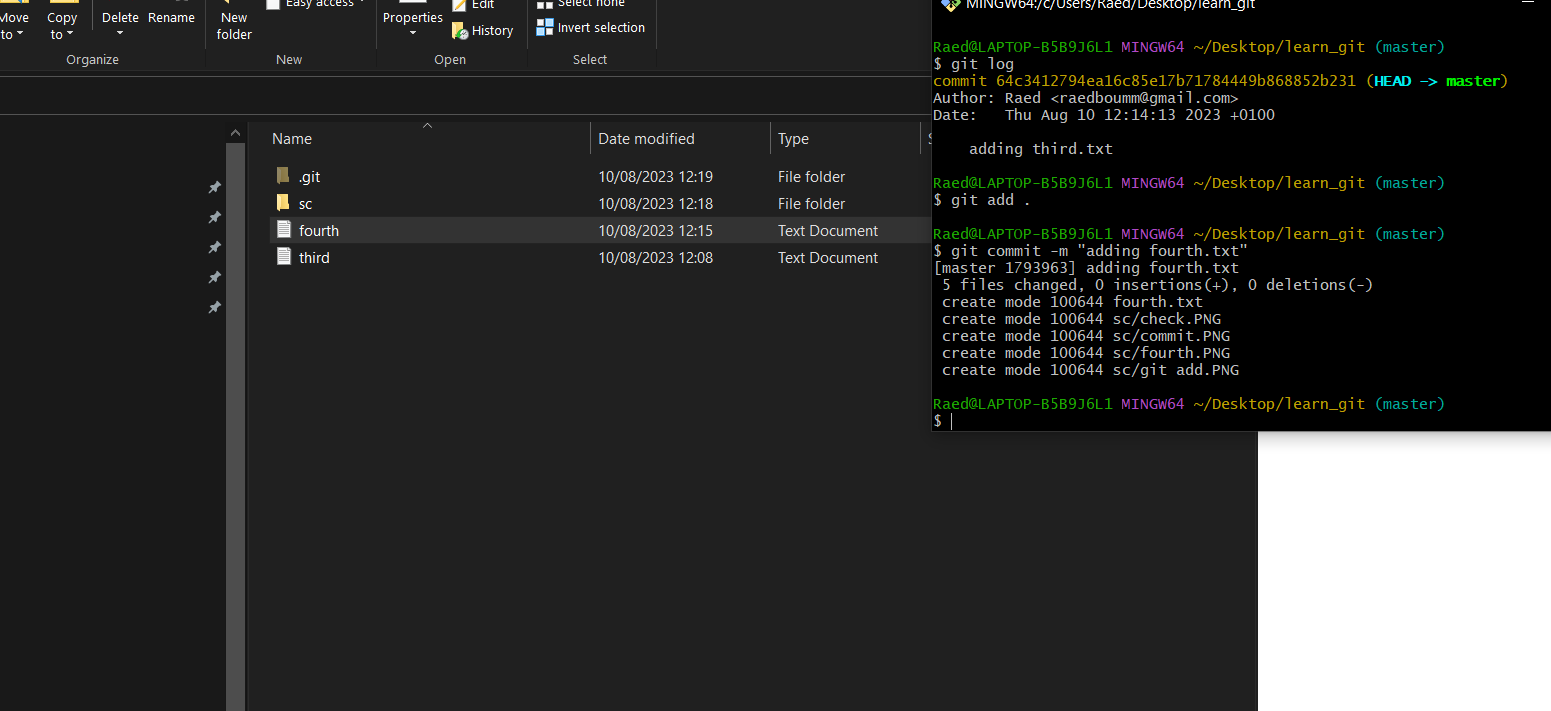 Move to
Copy to
Delete
Rename
New folder
Easy access
Properties
Edit
History
Select none
Invert selection
Organize
New
Open
Select
Name
Date modified
Type
.git 10/08/2023 12:19 File folder
sc 10/08/2023 12:18 File folder
fourth 10/08/2023 12:15 Text Document
third 10/08/2023 12:08 Text Document
MINGW64:/c/Users/Raed/Desktop/learn_git
Raed@LAPTOP-B5B9J6L1 MINGW64 ~/Desktop/learn_git (master)
$ git log
commit 64c3412794ea16c85e17b71784449b868852b231 (HEAD -> master)
Author: Raed <raedboumm@gmail.com>
Date:   Thu Aug 10 12:14:13 2023 +0100
    adding third.txt
Raed@LAPTOP-B5B9J6L1 MINGW64 ~/Desktop/learn_git (master)
$ git add .
Raed@LAPTOP-B5B9J6L1 MINGW64 ~/Desktop/learn_git (master)
$ git commit -m "adding fourth.txt"
[master 1793963] adding fourth.txt
 5 files changed, 0 insertions(+), 0 deletions(-)
 create mode 100644 fourth.txt
 create mode 100644 sc/check.PNG
 create mode 100644 sc/commit.PNG
 create mode 100644 sc/fourth.PNG
 create mode 100644 sc/git add.PNG
Raed@LAPTOP-B5B9J6L1 MINGW64 ~/Desktop/learn_git (master)
$